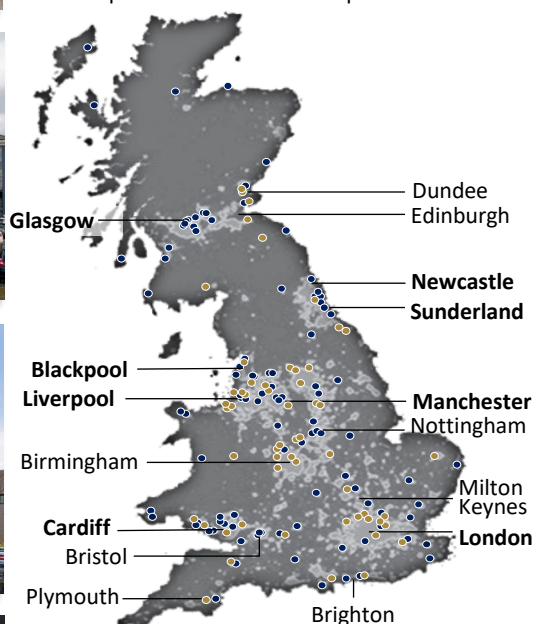 Dundee
Edinburgh
Glasgow
Newcastle
Sunderland
Blackpool
Liverpool
Manchester
Nottingham
Birmingham
Milton
Keynes
Cardiff
London
Bristol
Plymouth
Brighton